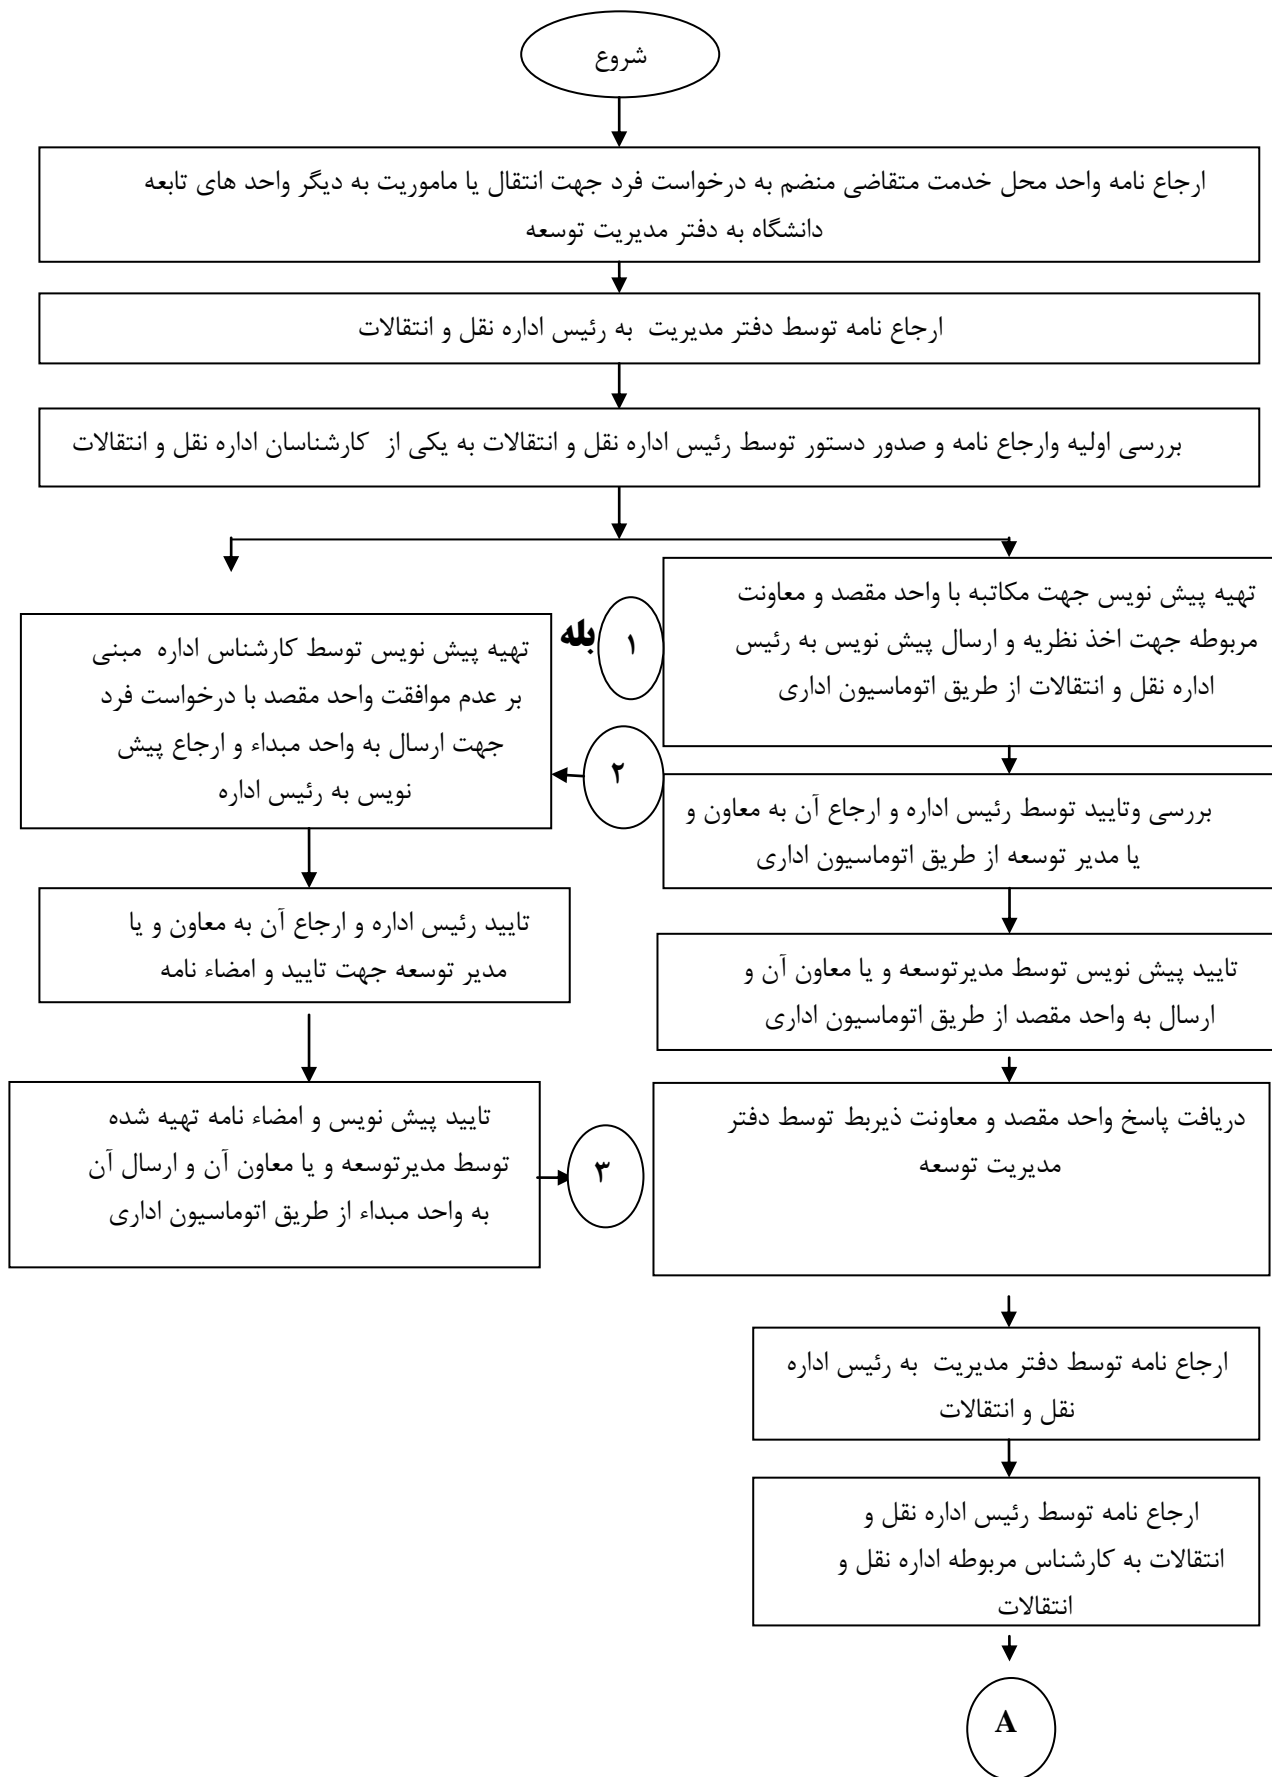 شروع
ارجاع نامه واحد محل خدمت متقاضی منضم به درخواست فرد جهت انتقال یا ماموریت به دیگر واحد های تابعه
دانشگاه به دفتر مدیریت توسعه
ارجاع نامه توسط دفتر مدیریت به رئیس اداره نقل و انتقالات
بررسی اولیه وارجاع نامه و صدور دستور توسط رئیس اداره نقل و انتقالات به یکی از کارشناسان اداره نقل و انتقالات
تهیه پیش نویس جهت مکاتبه با واحد مقصد و معاونت
مربوطه جهت اخذ نظریه و ارسال پیش نویس به رئیس
اداره نقل و انتقالات از طریق اتوماسیون اداری
۱
بله
تهیه پیش نویس توسط کارشناس اداره مبنی
بر عدم موافقت واحد مقصد با درخواست فرد
جهت ارسال به واحد مبداء و ارجاع پیش
نویس به رئیس اداره
۲
بررسی وتایید توسط رئیس اداره و ارجاع آن به معاون و
یا مدیر توسعه از طریق اتوماسیون اداری
تایید رئیس اداره و ارجاع آن به معاون و یا
مدیر توسعه جهت تایید و امضاء نامه
تایید پیش نویس توسط مدیرتوسعه و یا معاون آن و
ارسال به واحد مقصد از طریق اتوماسیون اداری
دریافت پاسخ واحد مقصد و معاونت ذیربط توسط دفتر
مدیریت توسعه
تایید پیش نویس و امضاء نامه تهیه شده
توسط مدیرتوسعه و یا معاون آن و ارسال آن
به واحد مبداء از طریق اتوماسیون اداری
۳
ارجاع نامه توسط دفتر مدیریت به رئیس اداره
نقل و انتقالات
ارجاع نامه توسط رئیس اداره نقل و
انتقالات به کارشناس مربوطه اداره نقل و
انتقالات
A